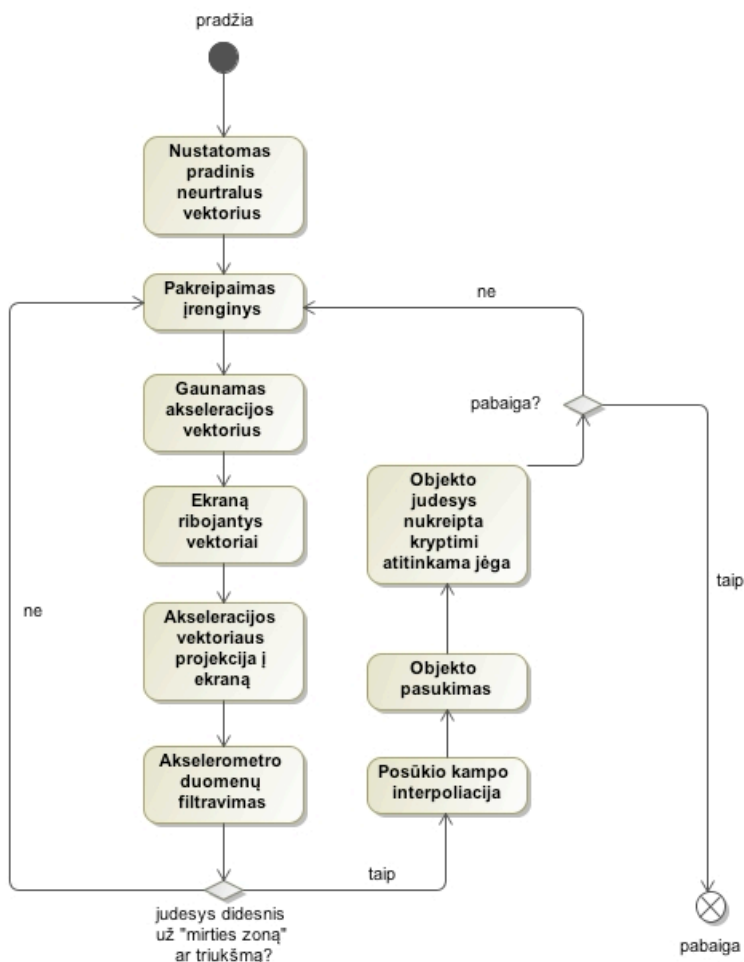 pradžia
Nustatomas
pradinis
neurtralus
vektorius
Pakreipaimas
įrenginys
Gaunamas
akseleracijos
vektorius
Ekraną
ribojantys
vektoriai
Akseleracijos
vektoriaus
projekcija į
ekraną
Akselerometro
duomenų
filtravimas
judesys didesnis
už "mirties zoną"
ar triukšmą?
ne
taip
Posūkio kampo
interpoliacija
Objekto
pasukimas
Objekto
judesys
nukreipta
kryptimi
atitinkama jėga
pabaiga?
ne
taip
pabaiga